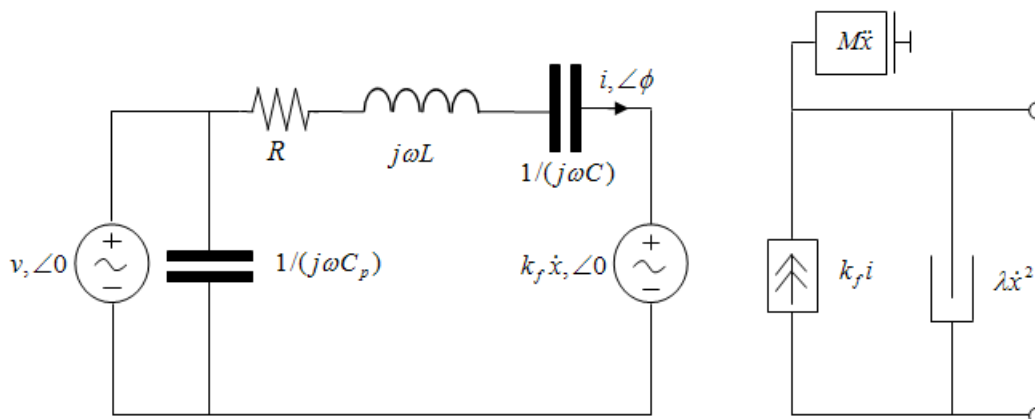 Mẍ
i,∠ϕ
R
jωL
1/(jωC)
v,∠0
+
−
1/(jωC_p)
k_f ẋ,∠0
+
−
k_f i
λẋ²